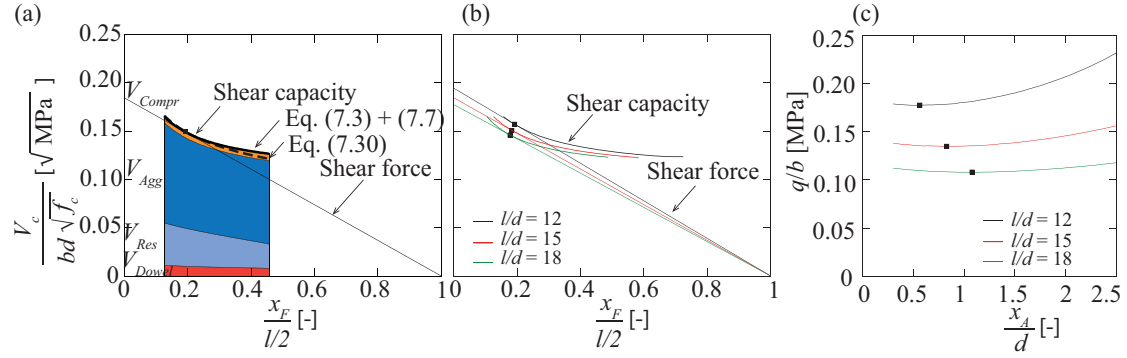 (a)
0.25
0.20
0.15
0.10
0.05
0.00
V_c
bd √f_c
[√MPa ]
V_Compr
V_Agg
V_Res
V_Dowel
Shear capacity
Eq. (7.3) + (7.7)
Eq. (7.30)
Shear force
0 0.2 0.4 0.6 0.8 1
x_F
l/2
[-]
(b)
Shear capacity
Shear force
l/d = 12
l/d = 15
l/d = 18
0.0 0.2 0.4 0.6 0.8 1
x_F
l/2
[-]
(c)
0.25
0.20
0.15
0.10
0.05
0
q/b [MPa]
l/d = 12
l/d = 15
l/d = 18
0 0.5 1 1.5 2 2.5
x_A
d
[-]